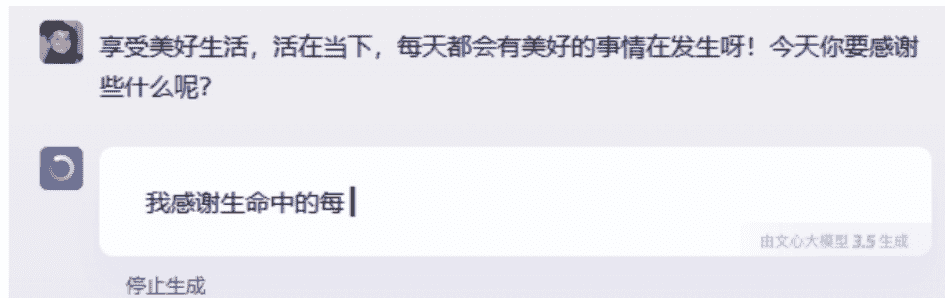 享受美好生活，活在当下，每天都会有美好的事情在发生呀！今天你要感谢
些什么呢？
我感谢生命中的每
由文心大模型 3.5 生成
停止生成